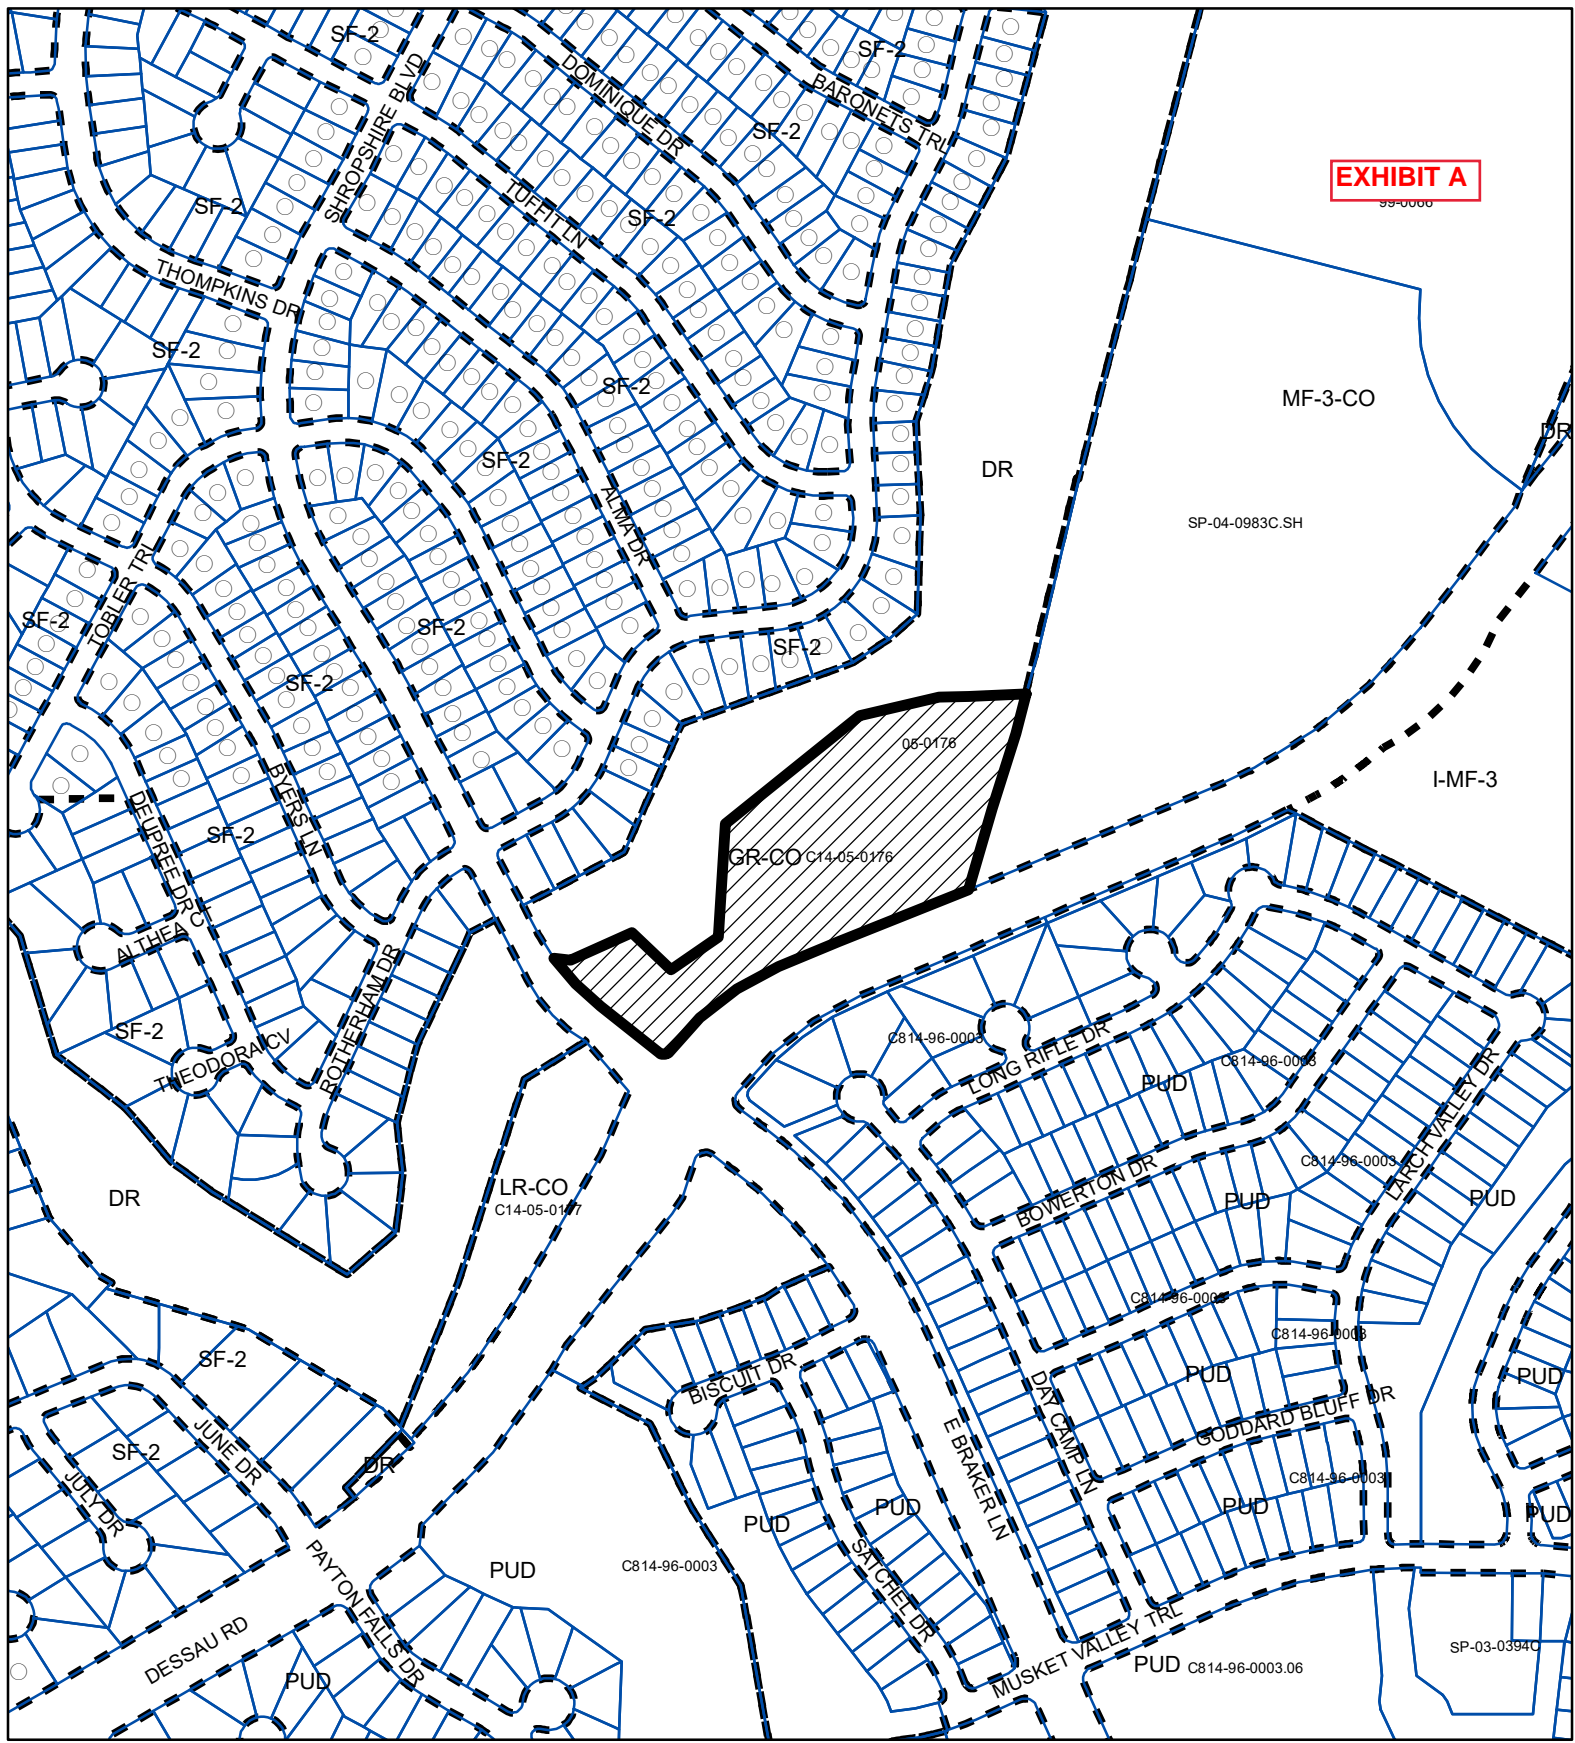 SF-2
SF-2
DOMINIQUE DR
BARONETS TRL
SHROPSHIRE BLVD
SF-2
EXHIBIT A
99-0066
SF-2
TUFFIT LN
SF-2
THOMPKINS DR
SF-2
SF-2
MF-3-CO
DR
SF-2
DR
ALMA DR
SP-04-0983C.SH
TOBLER TRL
SF-2
SF-2
SF-2
SF-2
05-0176
I-MF-3
BYERS LN
DEUPREE DR
SF-2
GR-CO
C14-05-0176
ALTHEA CT
ROTHERHAM DR
SF-2
THEODORA CV
C814-96-0003
LONG RIFLE DR
C814-96-0003
PUD
LARCH VALLEY DR
C814-96-0003
BOWERTON DR
DR
LR-CO
C14-05-0177
PUD
PUD
C814-96-0003
C814-96-0003
SF-2
BISCUIT DR
PUD
PUD
DAY CAMP LN
GODDARD BLUFF DR
E BRAKER LN
JUNE DR
SF-2
DR
C814-96-0003
JULY DR
PUD
PUD
PUD
PUD
PAYTON FALLS DR
PUD
C814-96-0003
SATCHEL DR
DESSAU RD
MUSKET VALLEY TRL
SP-03-0394C
PUD
C814-96-0003.06
PUD